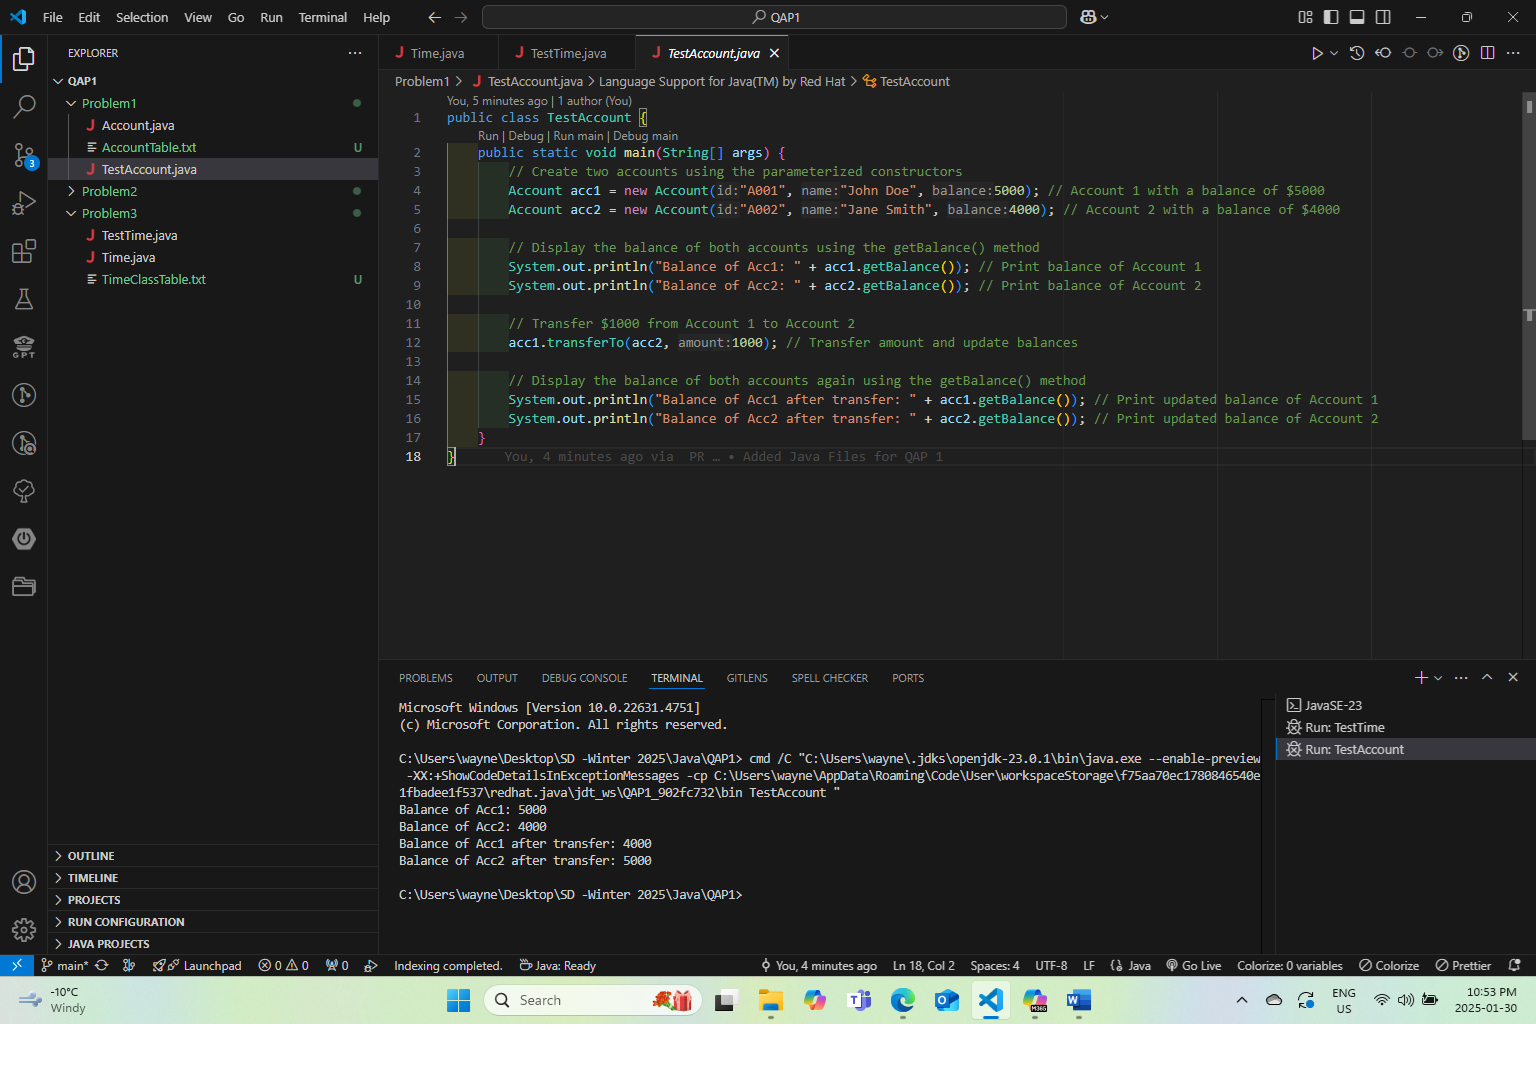 File Edit Selection View Go Run Terminal Help
QAP1
EXPLORER
QAP1
Problem1
Account.java
AccountTable.txt U
TestAccount.java
Problem2
Problem3
TestTime.java
Time.java
TimeClassTable.txt U
OUTLINE
TIMELINE
PROJECTS
RUN CONFIGURATION
JAVA PROJECTS
3
GPT
Time.java TestTime.java TestAccount.java
Problem1 > TestAccount.java > Language Support for Java(TM) by Red Hat > TestAccount
You, 5 minutes ago | 1 author (You)
1 public class TestAccount {
Run | Debug | Run main | Debug main
2 public static void main(String[] args) {
3 // Create two accounts using the parameterized constructors
4 Account acc1 = new Account(id:"A001", name:"John Doe", balance:5000); // Account 1 with a balance of $5000
5 Account acc2 = new Account(id:"A002", name:"Jane Smith", balance:4000); // Account 2 with a balance of $4000
6
7 // Display the balance of both accounts using the getBalance() method
8 System.out.println("Balance of Acc1: " + acc1.getBalance()); // Print balance of Account 1
9 System.out.println("Balance of Acc2: " + acc2.getBalance()); // Print balance of Account 2
10
11 // Transfer $1000 from Account 1 to Account 2
12 acc1.transferTo(acc2, amount:1000); // Transfer amount and update balances
13
14 // Display the balance of both accounts again using the getBalance() method
15 System.out.println("Balance of Acc1 after transfer: " + acc1.getBalance()); // Print updated balance of Account 1
16 System.out.println("Balance of Acc2 after transfer: " + acc2.getBalance()); // Print updated balance of Account 2
17 }
18 } You, 4 minutes ago via PR … • Added Java Files for QAP 1
PROBLEMS OUTPUT DEBUG CONSOLE TERMINAL GITLENS SPELL CHECKER PORTS
Microsoft Windows [Version 10.0.22631.4751]
(c) Microsoft Corporation. All rights reserved.
C:\Users\wayne\Desktop\SD -Winter 2025\Java\QAP1> cmd /C "C:\Users\wayne\.jdks\openjdk-23.0.1\bin\java.exe --enable-preview
-XX:+ShowCodeDetailsInExceptionMessages -cp C:\Users\wayne\AppData\Roaming\Code\User\workspaceStorage\f75aa70ec1780846540e
1fbadee1f537\redhat.java\jdt_ws\QAP1_902fc732\bin TestAccount "
Balance of Acc1: 5000
Balance of Acc2: 4000
Balance of Acc1 after transfer: 4000
Balance of Acc2 after transfer: 5000
C:\Users\wayne\Desktop\SD -Winter 2025\Java\QAP1>
JavaSE-23
Run: TestTime
Run: TestAccount
main* Launchpad 0 0 0 Indexing completed. Java: Ready You, 4 minutes ago Ln 18, Col 2 Spaces: 4 UTF-8 LF {} Java Go Live Colorize: 0 variables Colorize Prettier
-10°C
Windy
Search
M365
ENG
US
10:53 PM
2025-01-30